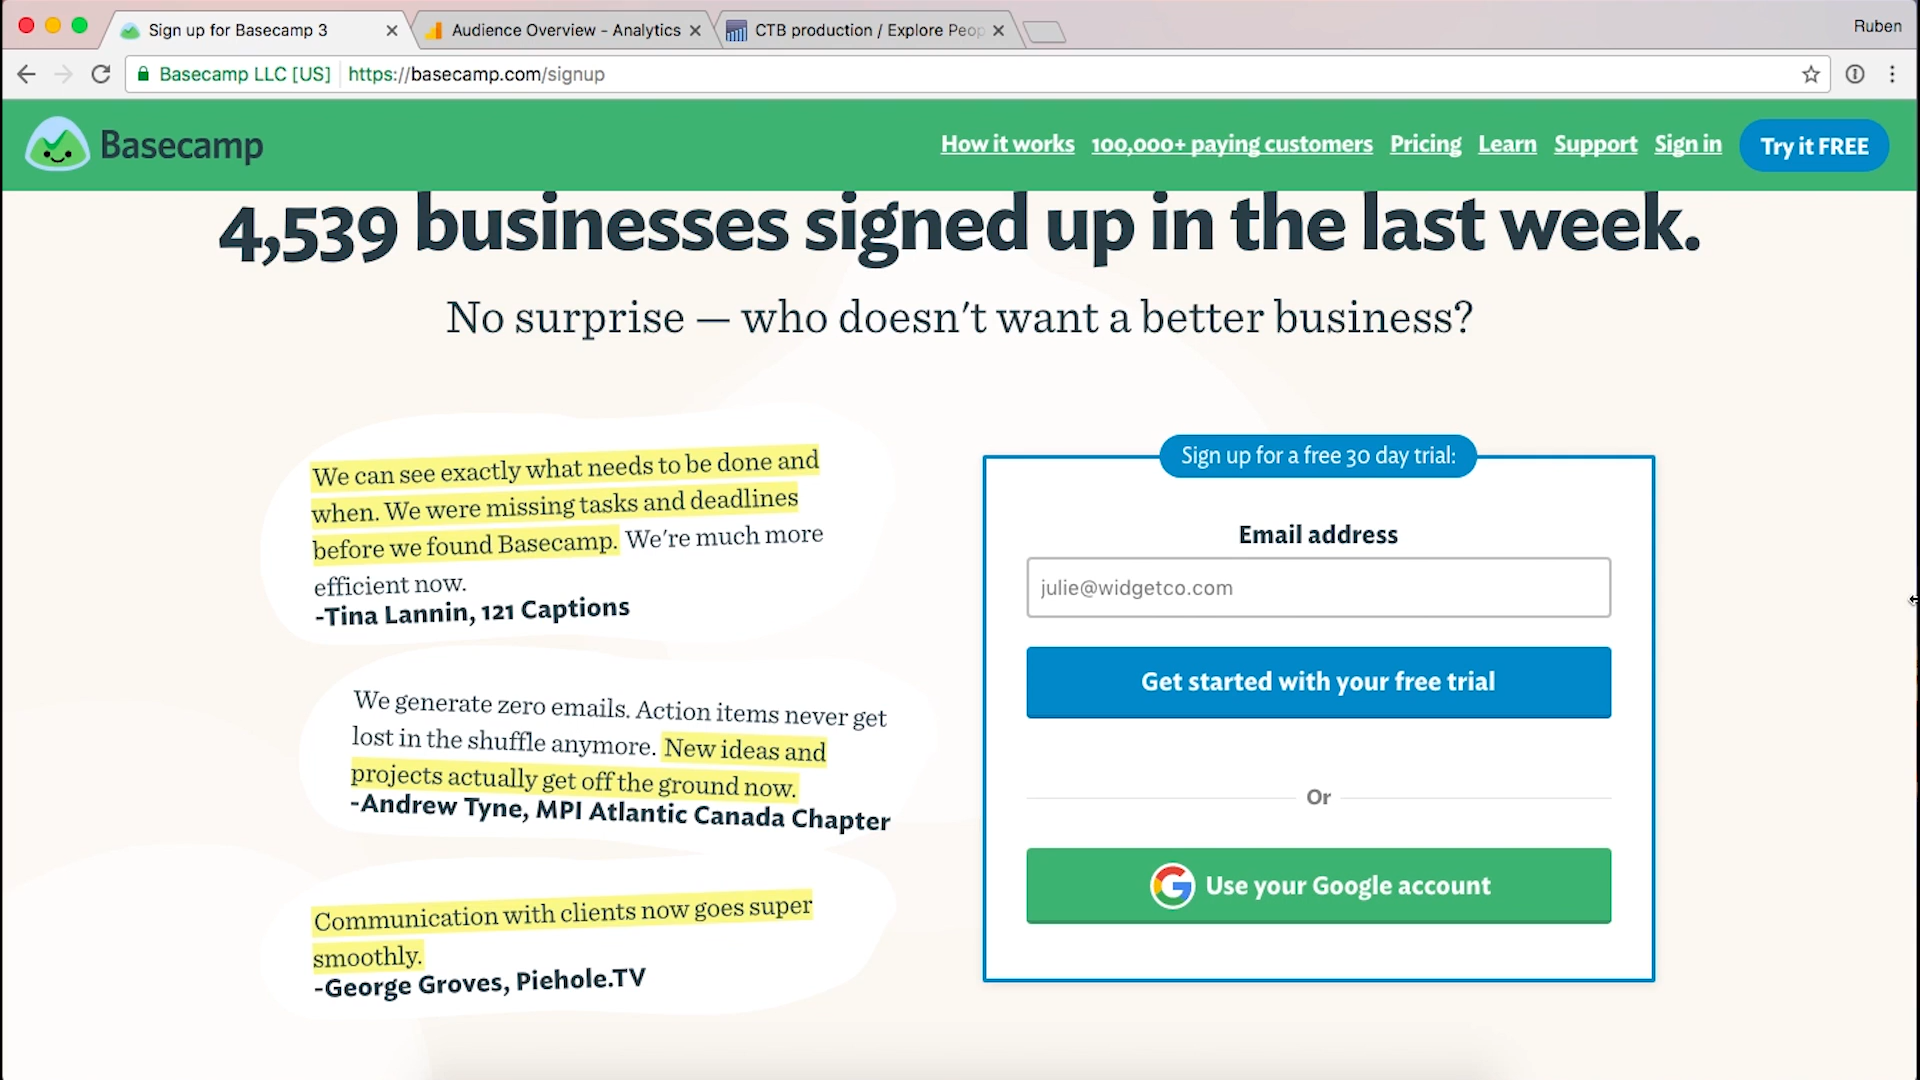 Sign up for Basecamp 3
Audience Overview - Analytics
CTB production / Explore Peop
Ruben
Basecamp LLC [US]
https://basecamp.com/signup
Basecamp
How it works
100,000+ paying customers
Pricing
Learn
Support
Sign in
Try it FREE
4,539 businesses signed up in the last week.
No surprise — who doesn't want a better business?
We can see exactly what needs to be done and
when. We were missing tasks and deadlines
before we found Basecamp. We're much more
efficient now.
-Tina Lannin, 121 Captions
We generate zero emails. Action items never get
lost in the shuffle anymore. New ideas and
projects actually get off the ground now.
-Andrew Tyne, MPI Atlantic Canada Chapter
Communication with clients now goes super
smoothly.
-George Groves, Piehole.TV
Sign up for a free 30 day trial:
Email address
julie@widgetco.com
Get started with your free trial
Or
Use your Google account